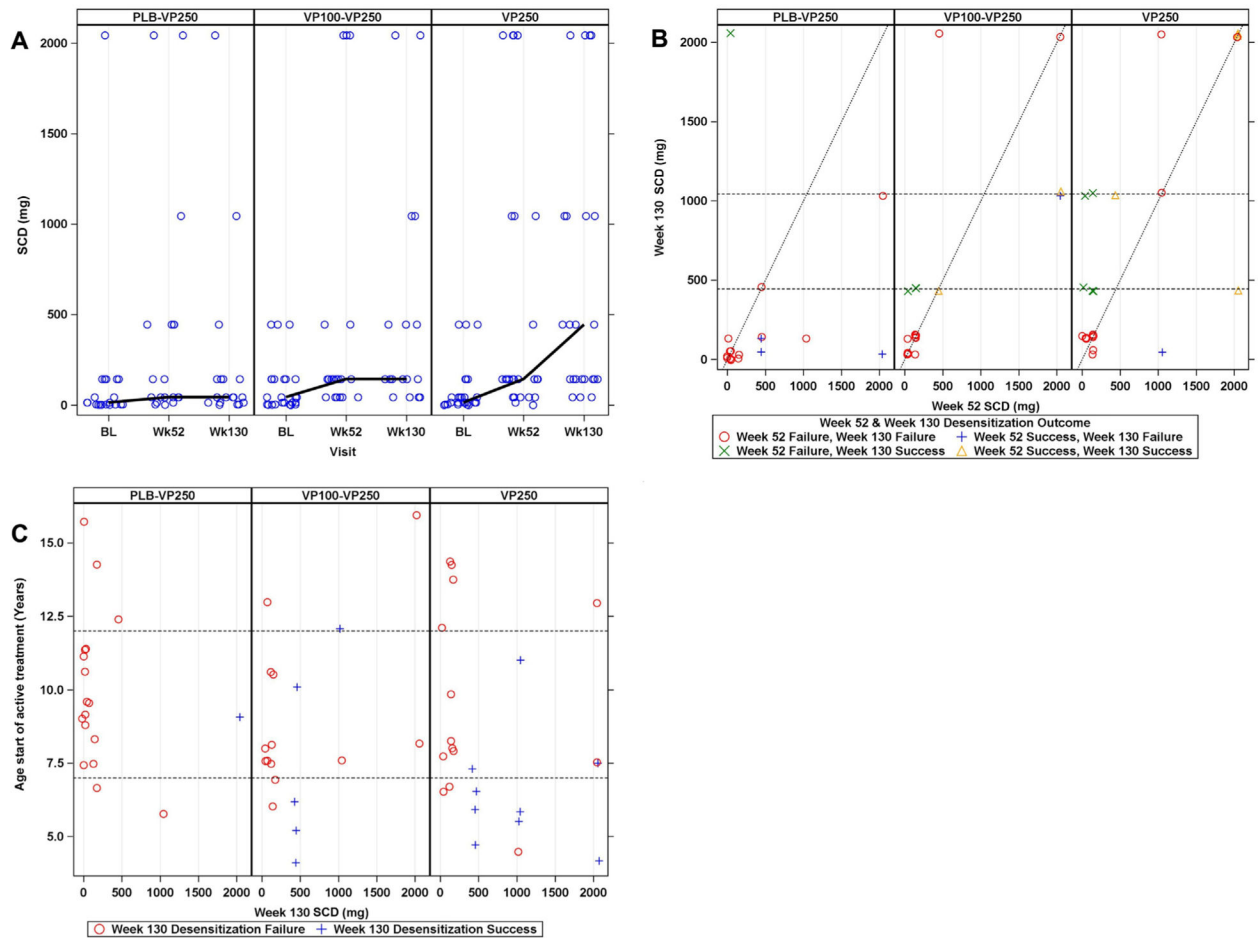 A
PLB-VP250 VP100-VP250 VP250
SCD (mg)
2000
1500
1000
500
0
BL Wk52 Wk130 BL Wk52 Wk130 BL Wk52 Wk130
Visit
B
PLB-VP250 VP100-VP250 VP250
Week 130 SCD (mg)
2000
1500
1000
500
0
0 500 1000 1500 2000 0 500 1000 1500 2000 0 500 1000 1500 2000
Week 52 SCD (mg)
Week 52 & Week 130 Desensitization Outcome
Week 52 Failure, Week 130 Failure Week 52 Success, Week 130 Failure
Week 52 Failure, Week 130 Success Week 52 Success, Week 130 Success
C
PLB-VP250 VP100-VP250 VP250
Age start of active treatment (Years)
15.0
12.5
10.0
7.5
5.0
0 500 1000 1500 2000 0 500 1000 1500 2000 0 500 1000 1500 2000
Week 130 SCD (mg)
Week 130 Desensitization Failure Week 130 Desensitization Success